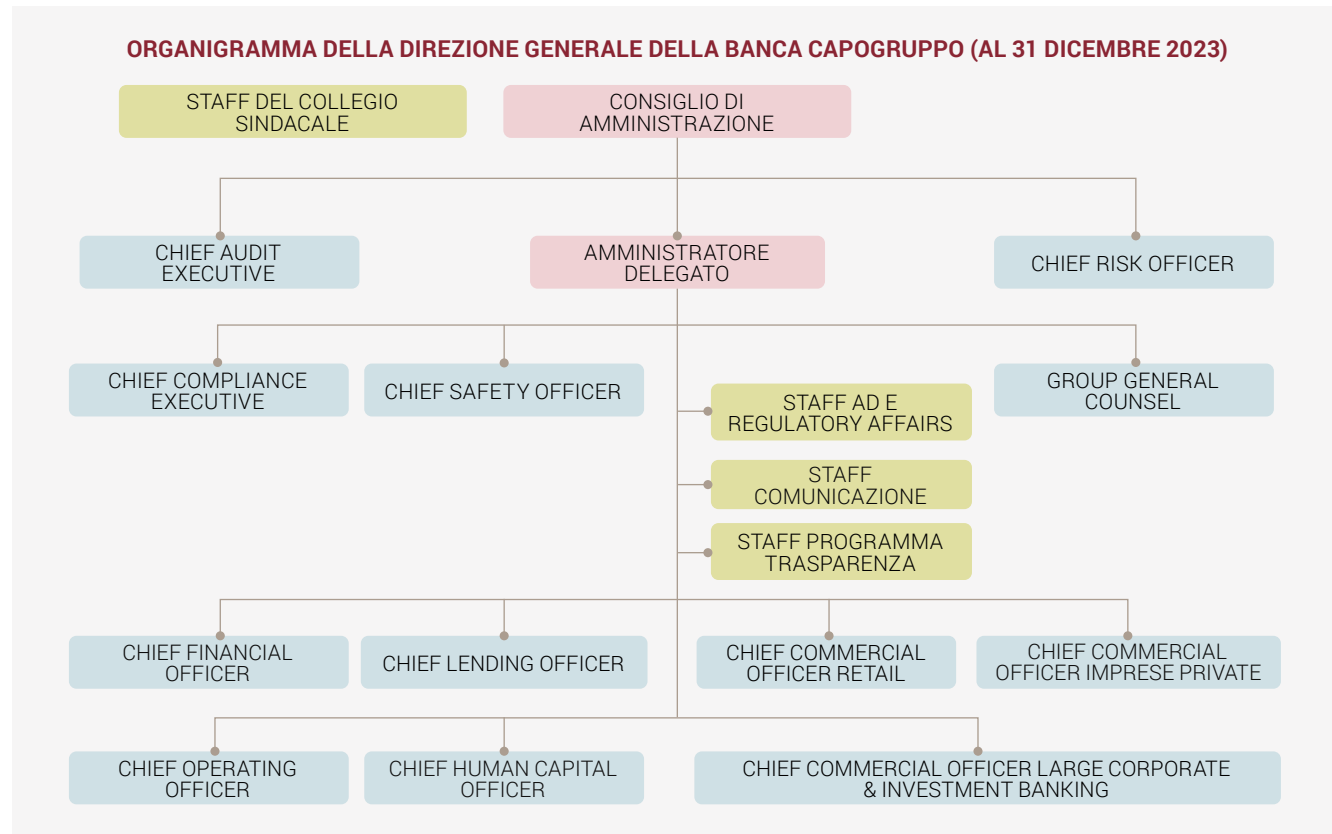 ORGANIGRAMMA DELLA DIREZIONE GENERALE DELLA BANCA CAPOGRUPPO (AL 31 DICEMBRE 2023)
STAFF DEL COLLEGIO
SINDACALE
CONSIGLIO DI
AMMINISTRAZIONE
CHIEF AUDIT
EXECUTIVE
AMMINISTRATORE
DELEGATO
CHIEF RISK OFFICER
CHIEF COMPLIANCE
EXECUTIVE
CHIEF SAFETY OFFICER
GROUP GENERAL
COUNSEL
STAFF AD E
REGULATORY AFFAIRS
STAFF
COMUNICAZIONE
STAFF PROGRAMMA
TRASPARENZA
CHIEF FINANCIAL
OFFICER
CHIEF LENDING OFFICER
CHIEF COMMERCIAL
OFFICER RETAIL
CHIEF COMMERCIAL
OFFICER IMPRESE PRIVATE
CHIEF OPERATING
OFFICER
CHIEF HUMAN CAPITAL
OFFICER
CHIEF COMMERCIAL OFFICER LARGE CORPORATE
& INVESTMENT BANKING